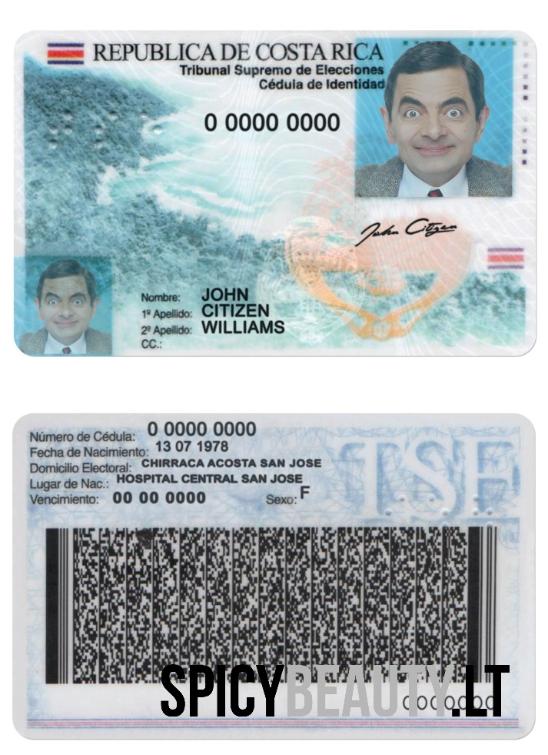 REPUBLICA DE COSTA RICA
Tribunal Supremo de Elecciones
Cédula de Identidad
0 0000 0000
John Citizen
Nombre: JOHN
1º Apellido: CITIZEN
2º Apellido: WILLIAMS
CC.:
Número de Cédula: 0 0000 0000
Fecha de Nacimiento: 13 07 1978
Domicilio Electoral: CHIRRACA ACOSTA SAN JOSE
Lugar de Nac.: HOSPITAL CENTRAL SAN JOSE
Vencimiento: 00 00 0000 Sexo: F
TSE
SPICYBEAUTY.LT
0000000